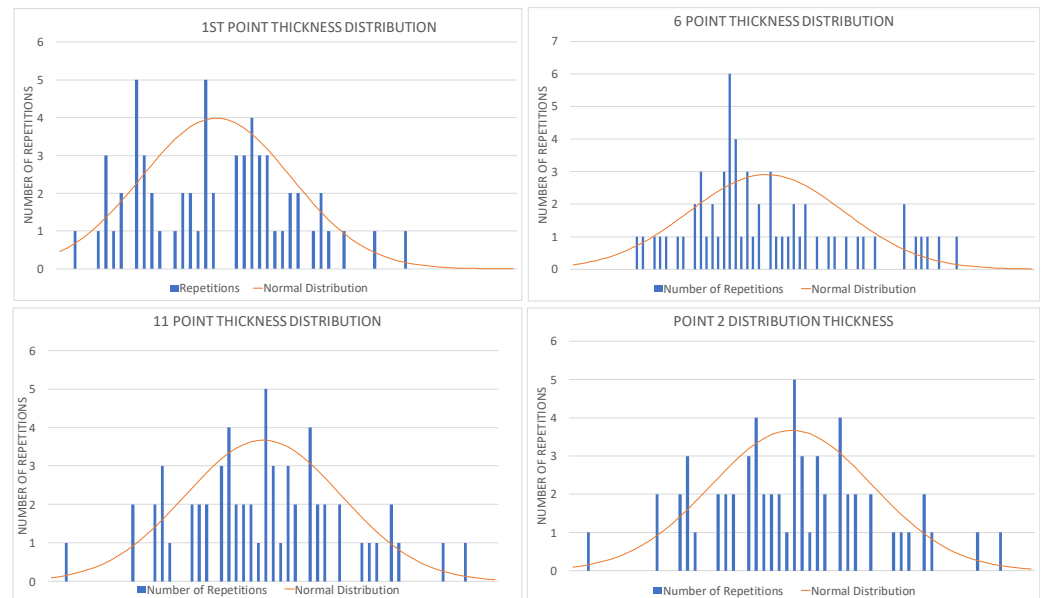 1ST POINT THICKNESS DISTRIBUTION
NUMBER OF REPETITIONS
6
5
4
3
2
1
0
Repetitions Normal Distribution
6 POINT THICKNESS DISTRIBUTION
NUMBER OF REPETITIONS
7
6
5
4
3
2
1
0
Number of Repetitions Normal Distribution
11 POINT THICKNESS DISTRIBUTION
NUMBER OF REPETITIONS
6
5
4
3
2
1
0
Number of Repetitions Normal Distribution
POINT 2 DISTRIBUTION THICKNESS
NUMBER OF REPETITIONS
6
5
4
3
2
1
0
Number of Repetitions Normal Distribution